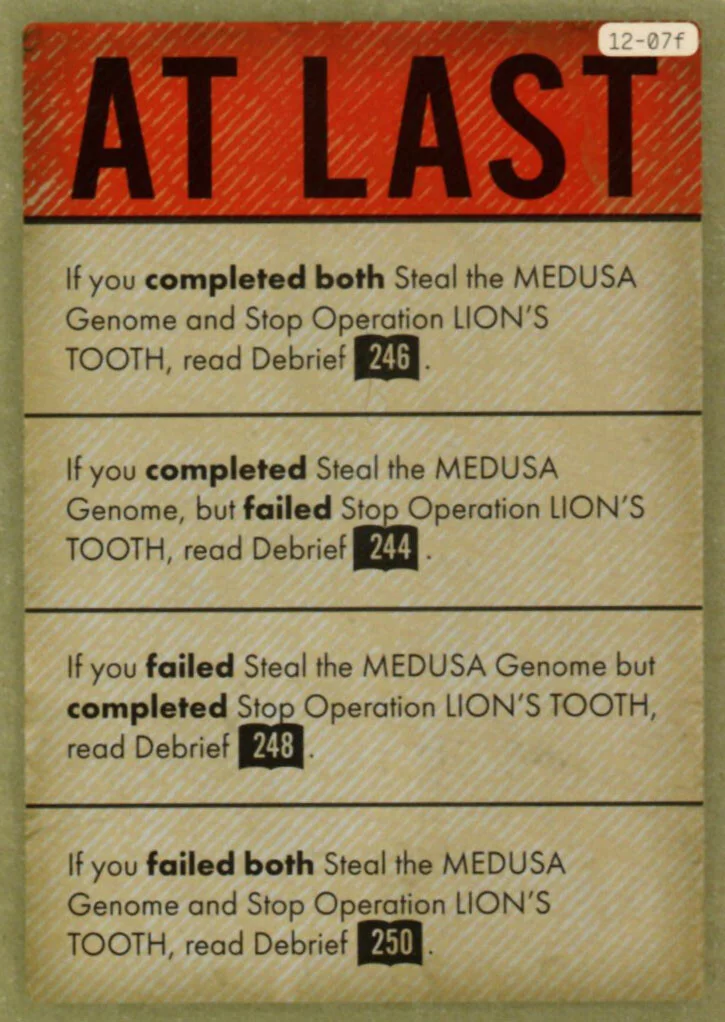 12-07f
AT LAST
If you completed both Steal the MEDUSA
Genome and Stop Operation LION'S
TOOTH, read Debrief 246.
If you completed Steal the MEDUSA
Genome, but failed Stop Operation LION'S
TOOTH, read Debrief 244.
If you failed Steal the MEDUSA Genome but
completed Stop Operation LION'S TOOTH,
read Debrief 248.
If you failed both Steal the MEDUSA
Genome and Stop Operation LION'S
TOOTH, read Debrief 250.